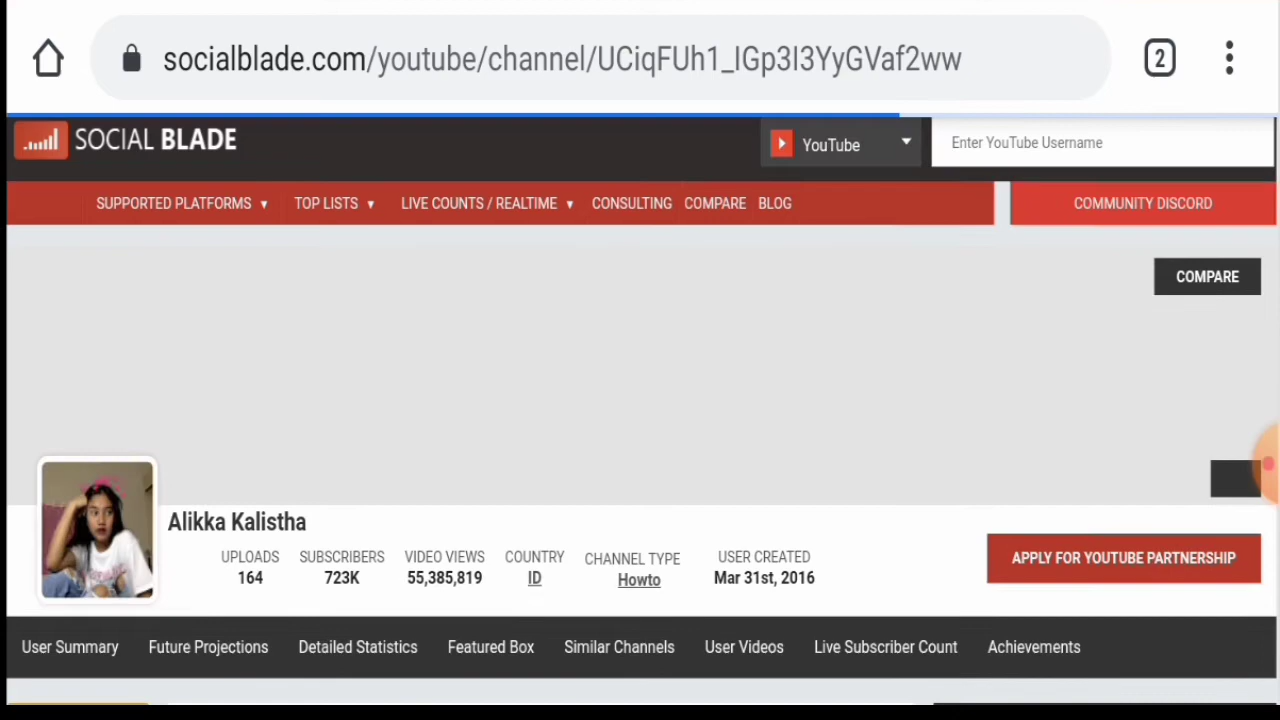 socialblade.com/youtube/channel/UCiqFUh1_IGp3I3YyGVaf2ww
2
SOCIAL BLADE
YouTube
Enter YouTube Username
SUPPORTED PLATFORMS TOP LISTS LIVE COUNTS / REALTIME CONSULTING COMPARE BLOG COMMUNITY DISCORD
COMPARE
Alikka Kalistha
UPLOADS SUBSCRIBERS VIDEO VIEWS COUNTRY CHANNEL TYPE USER CREATED
164 723K 55,385,819 ID Howto Mar 31st, 2016
APPLY FOR YOUTUBE PARTNERSHIP
User Summary Future Projections Detailed Statistics Featured Box Similar Channels User Videos Live Subscriber Count Achievements